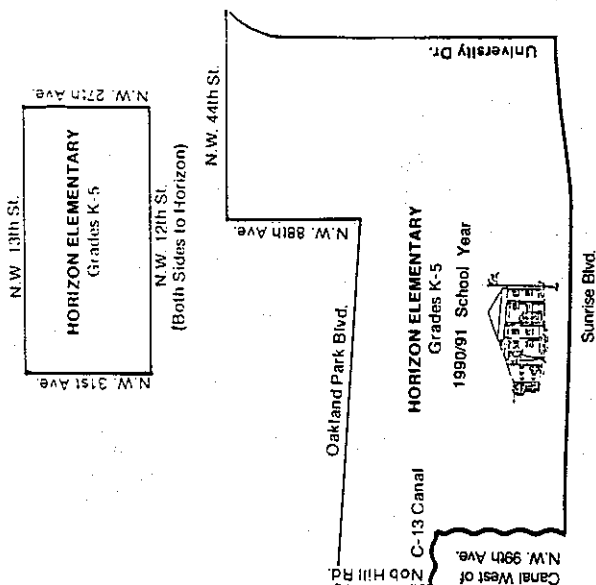 N.W. 13th St.
N.W. 27th Ave.
HORIZON ELEMENTARY
Grades K-5
N.W. 31st Ave.
N.W. 12th St.
(Both Sides to Horizon)
N.W. 44th St.
University Dr.
N.W. 88th Ave.
Oakland Park Blvd.
HORIZON ELEMENTARY
Grades K-5
1990/91 School Year
Nob Hill Rd.
C-13 Canal
Canal West of
N.W. 99th Ave.
Sunrise Blvd.